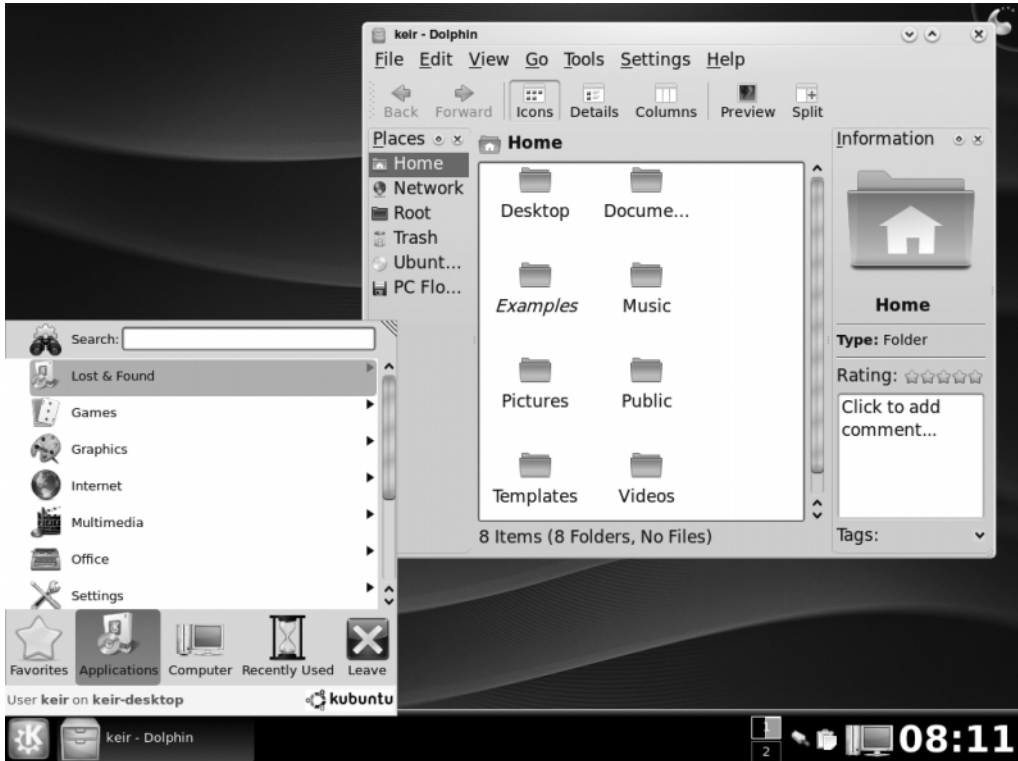 keir - Dolphin
File Edit View Go Tools Settings Help
Back Forward Icons Details Columns Preview Split
Places
Home
Network
Root
Trash
Ubunt...
PC Flo...
Home
Desktop Docume...
Examples Music
Pictures Public
Templates Videos
8 Items (8 Folders, No Files)
Information
Home
Type: Folder
Rating:
Click to add
comment...
Tags:
Search:
Lost & Found
Games
Graphics
Internet
Multimedia
Office
Settings
Favorites Applications Computer Recently Used Leave
User keir on keir-desktop kubuntu
keir - Dolphin
1
2
08:11